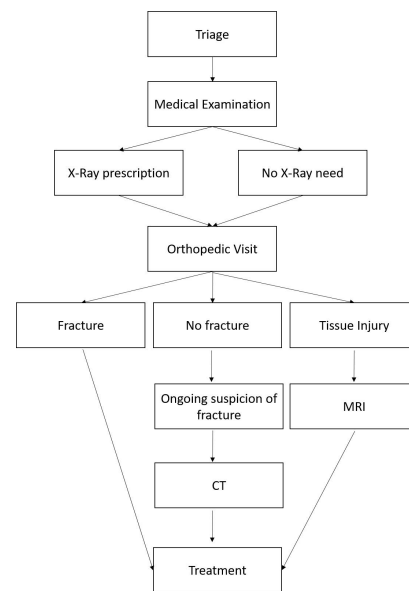 Triage
Medical Examination
X-Ray prescription
No X-Ray need
Orthopedic Visit
Fracture
No fracture
Tissue Injury
Ongoing suspicion of
fracture
MRI
CT
Treatment